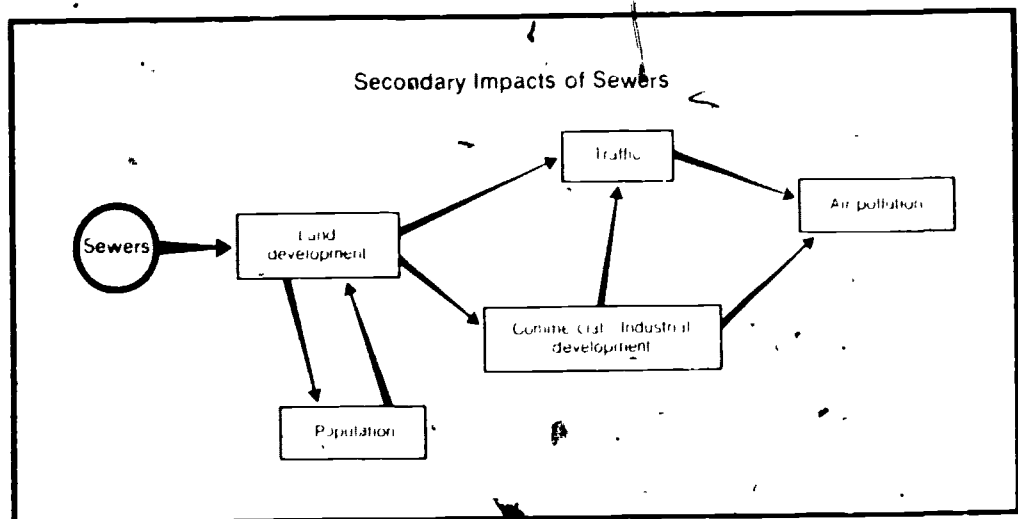 Secondary Impacts of Sewers
Traffic
Air pollution
Sewers
Land
development
Commercial Industrial
development
Population